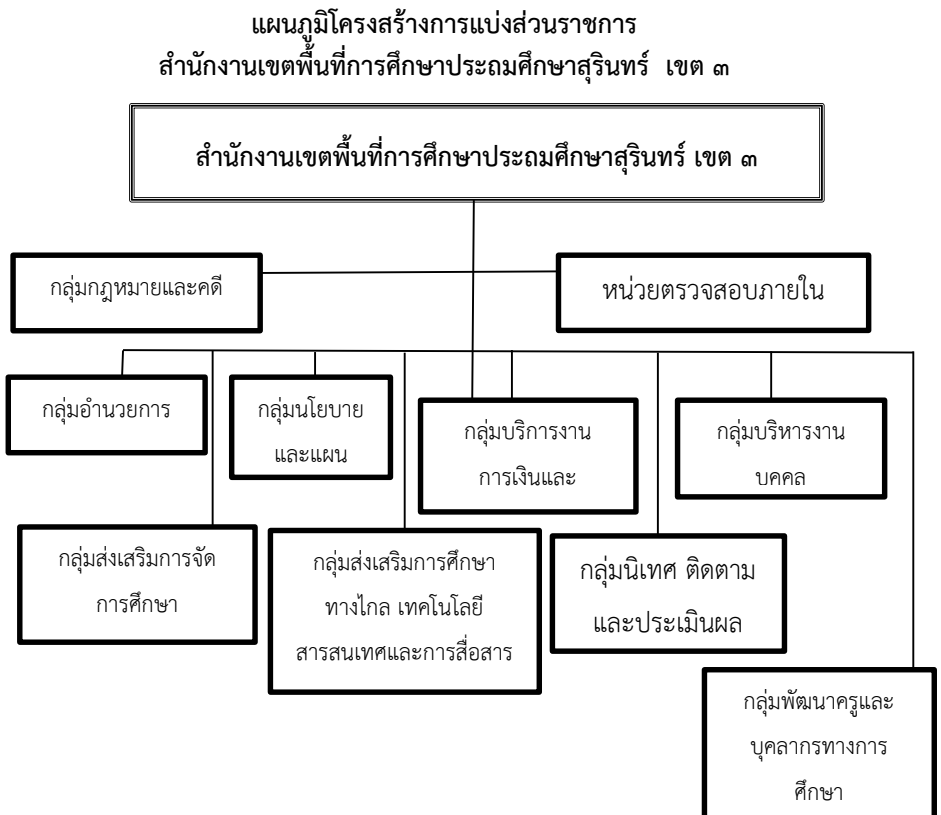 แผนภูมิโครงสร้างการแบ่งส่วนราชการ
สำนักงานเขตพื้นที่การศึกษาประถมศึกษาสุรินทร์ เขต ๓
สำนักงานเขตพื้นที่การศึกษาประถมศึกษาสุรินทร์ เขต ๓
กลุ่มกฎหมายและคดี
หน่วยตรวจสอบภายใน
กลุ่มอำนวยการ
กลุ่มนโยบาย
และแผน
กลุ่มบริการงาน
การเงินและ
กลุ่มบริหารงาน
บคคล
กลุ่มส่งเสริมการจัด
การศึกษา
กลุ่มส่งเสริมการศึกษา
ทางไกล เทคโนโลยี
สารสนเทศและการสื่อสาร
กลุ่มนิเทศ ติดตาม
และประเมินผล
กลุ่มพัฒนาครูและ
บุคลากรทางการ
ศึกษา